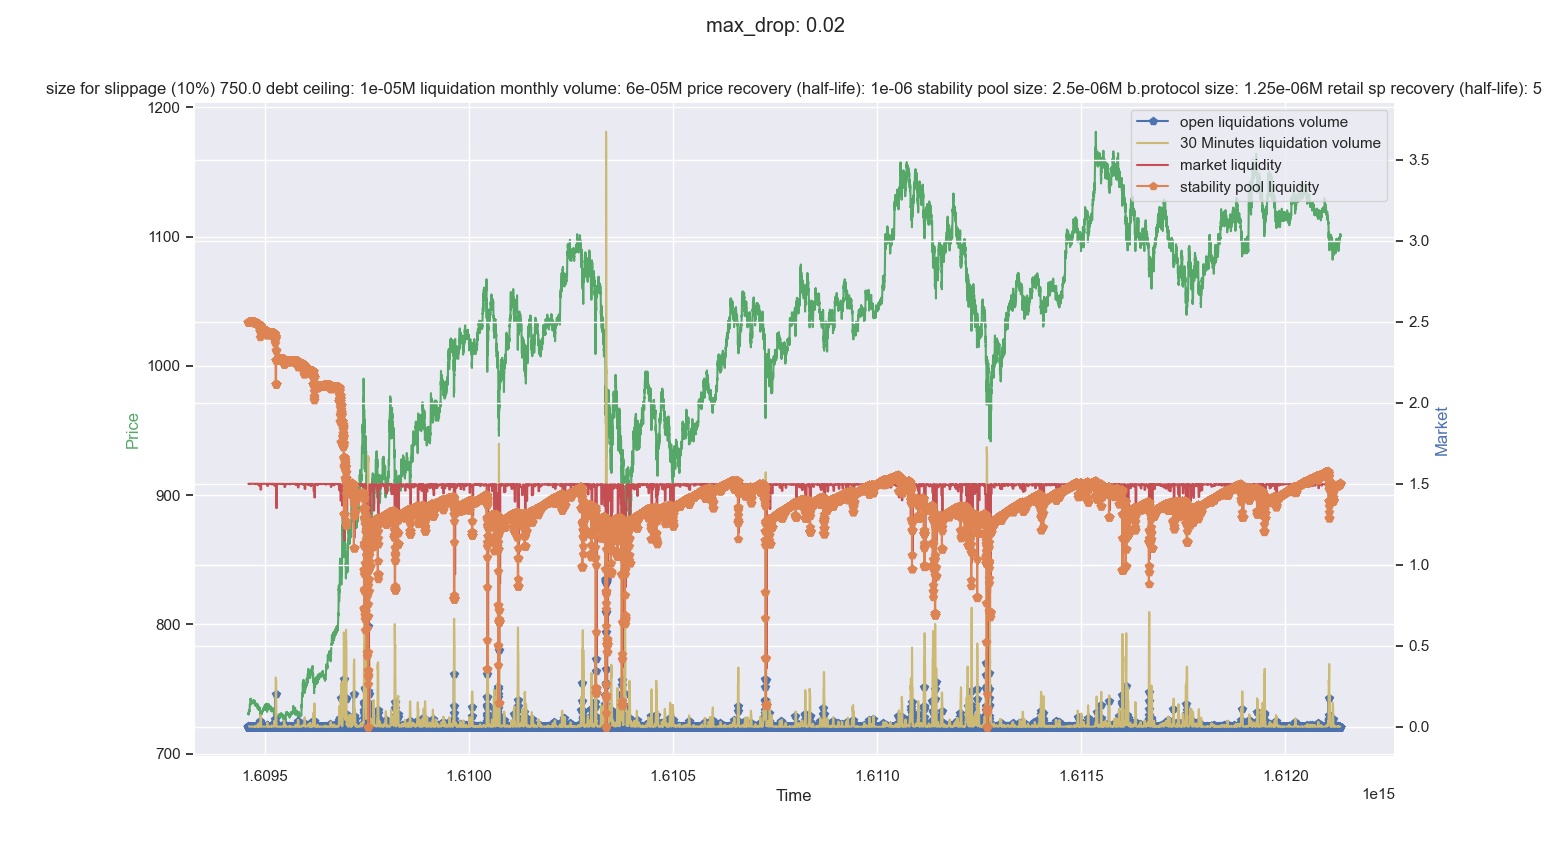 max_drop: 0.02
size for slippage (10%) 750.0 debt ceiling: 1e-05M liquidation monthly volume: 6e-05M price recovery (half-life): 1e-06 stability pool size: 2.5e-06M b.protocol size: 1.25e-06M retail sp recovery (half-life): 5
1200
1100
1000
900
800
700
Price
open liquidations volume
30 Minutes liquidation volume
market liquidity
stability pool liquidity
3.5
3.0
2.5
2.0
1.5
1.0
0.5
0.0
Market
1.6095 1.6100 1.6105 1.6110 1.6115 1.6120
Time
1e15